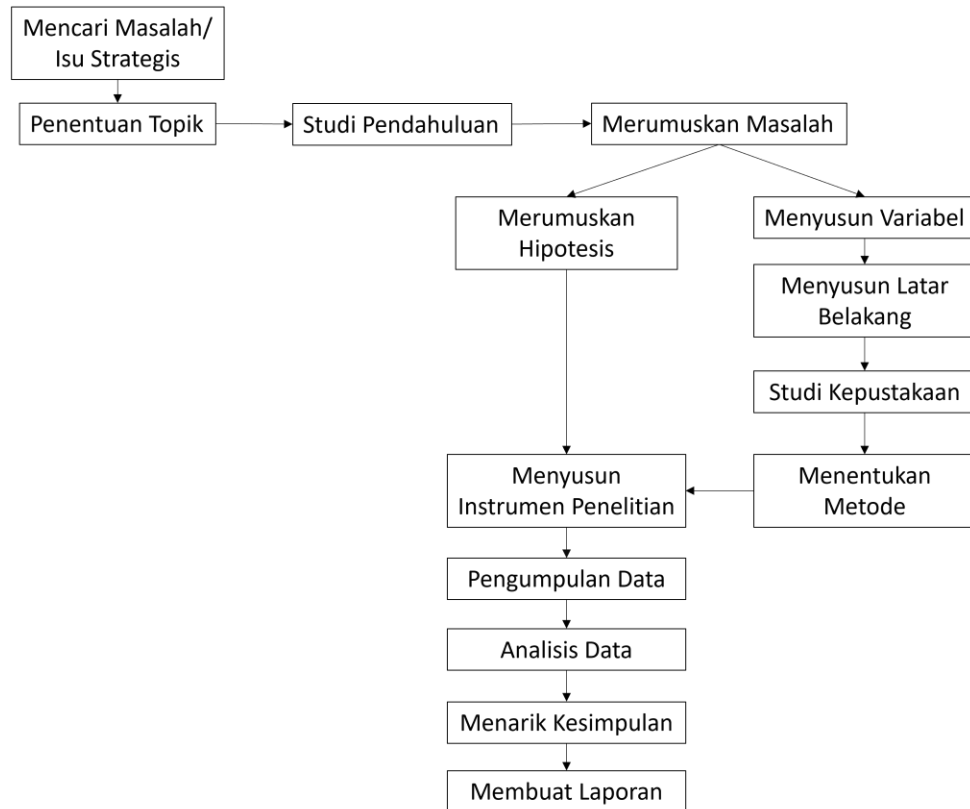 Mencari Masalah/
Isu Strategis
Penentuan Topik
Studi Pendahuluan
Merumuskan Masalah
Merumuskan
Hipotesis
Menyusun Variabel
Menyusun Latar
Belakang
Studi Kepustakaan
Menentukan
Metode
Menyusun
Instrumen Penelitian
Pengumpulan Data
Analisis Data
Menarik Kesimpulan
Membuat Laporan